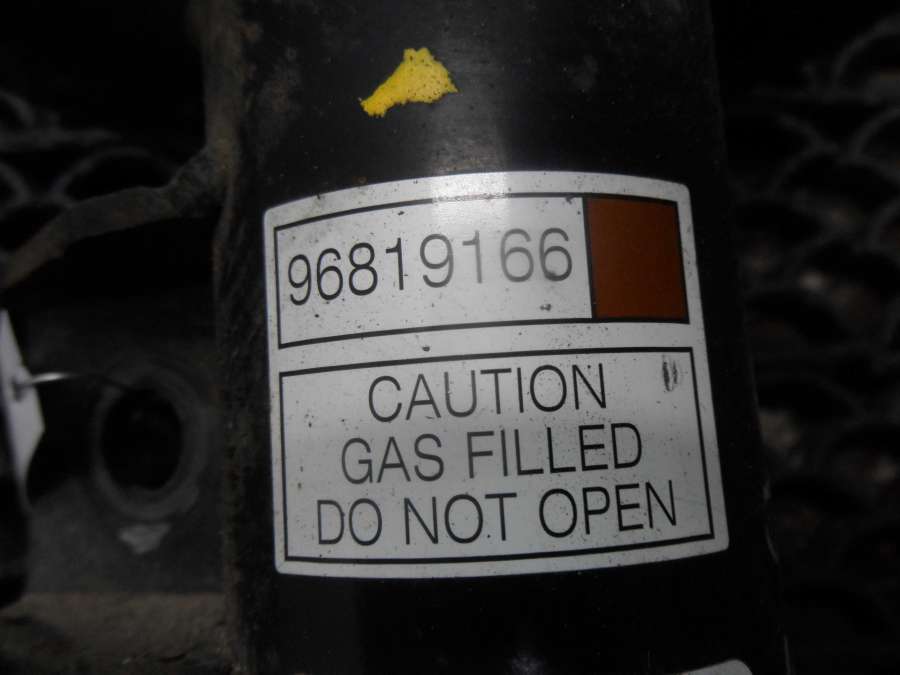 96819166
CAUTION
GAS FILLED
DO NOT OPEN